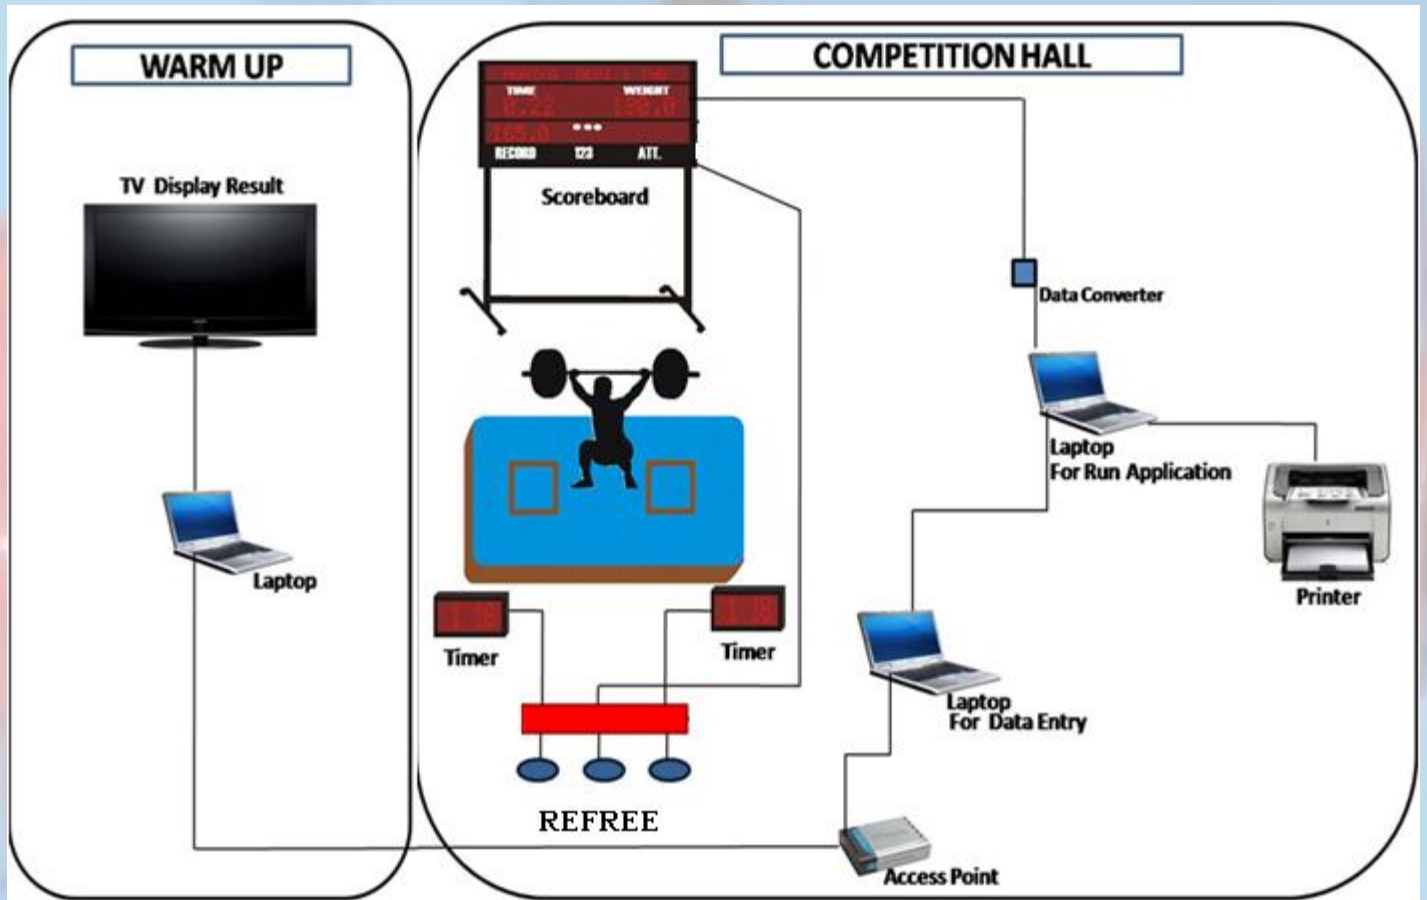 WARM UP
COMPETITION HALL
TV Display Result
TIME WEIGHT
RECORD 123 ATT.
Scoreboard
Data Converter
Laptop
For Run Application
Printer
Laptop
Timer
Timer
Laptop
For Data Entry
REFREE
Access Point